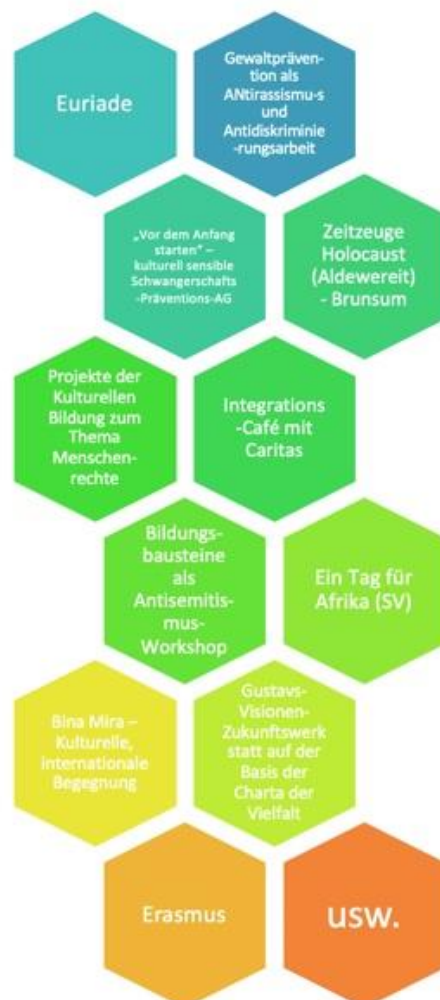 Euriade
Gewaltpräven-
tion als
ANtirassismu-s
und
Antidiskriminie
-rungsarbeit
„Vor dem Anfang
starten“ –
kulturell sensible
Schwangerschafts
-Präventions-AG
Zeitzeuge
Holocaust
(Aldewereit)
- Brunsum
Projekte der
Kulturellen
Bildung zum
Thema
Menschen-
rechte
Integrations
-Café mit
Caritas
Bildungs-
bausteine
als
Antisemitis-
mus-
Workshop
Ein Tag für
Afrika (SV)
Bina Mira –
Kulturelle,
internationale
Begegnung
Gustavs-
Visionen-
Zukunftswerk
statt auf der
Basis der
Charta der
Vielfalt
Erasmus
usw.